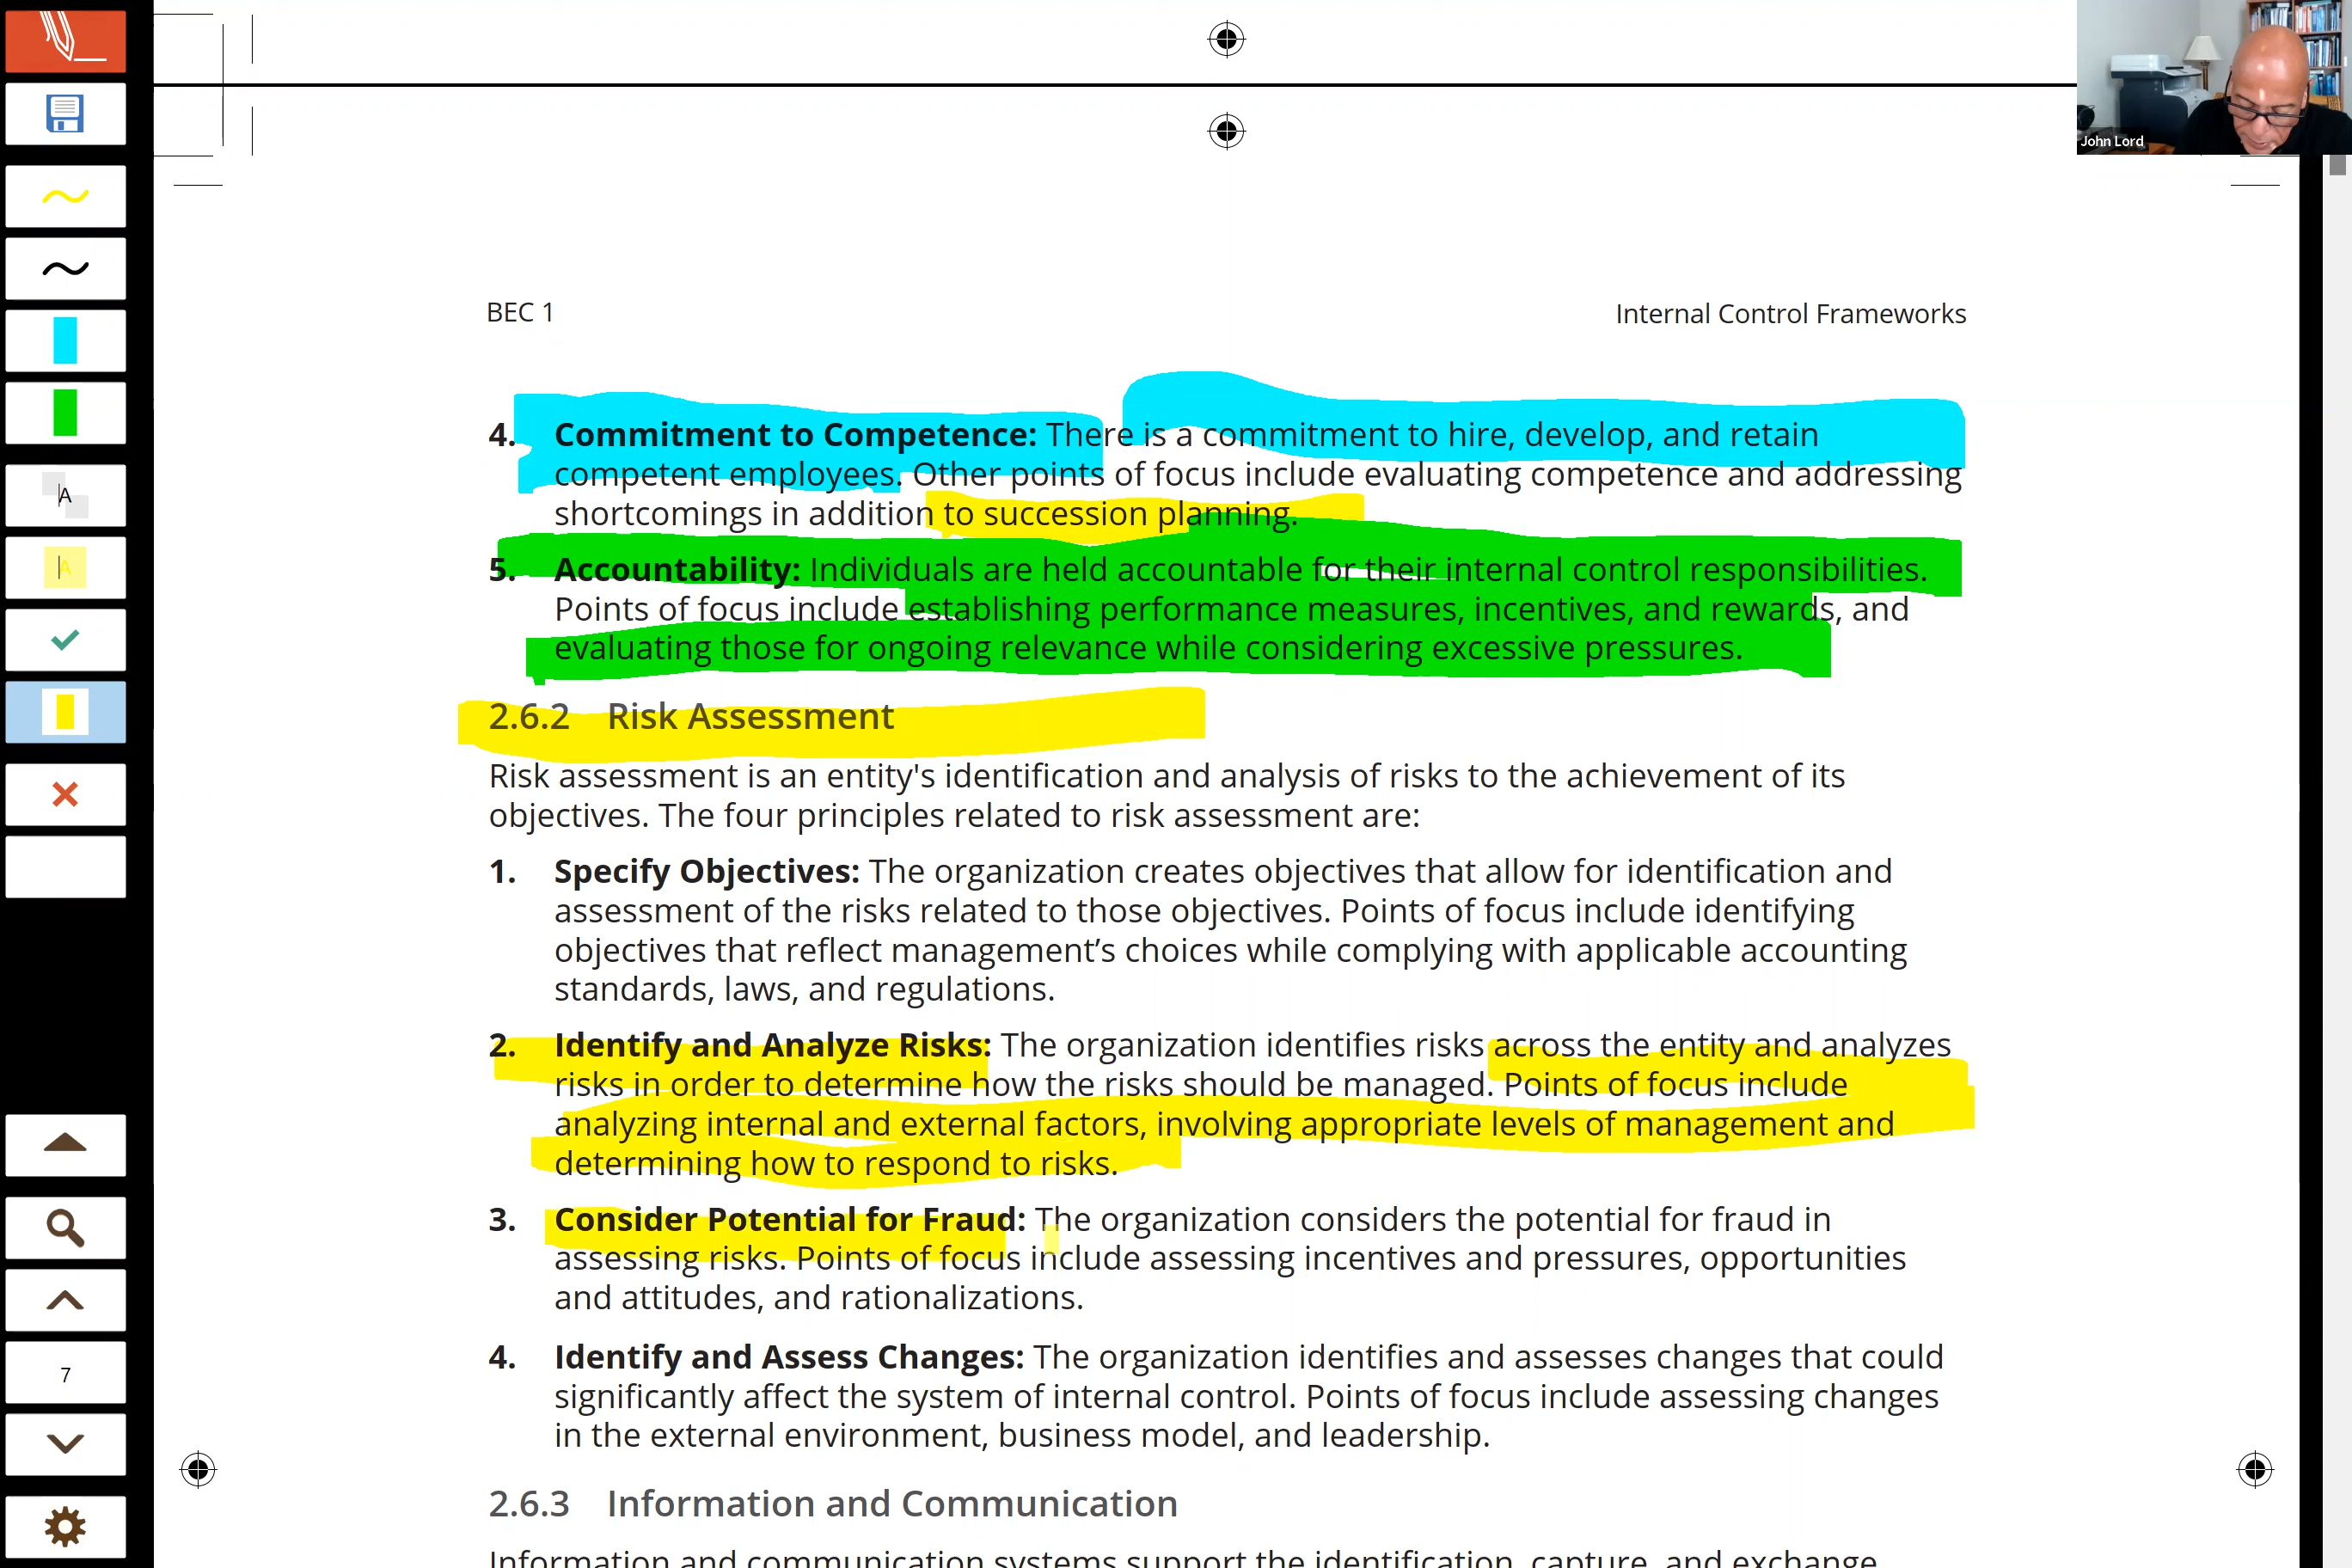 John Lord
BEC 1
Internal Control Frameworks
4. Commitment to Competence: There is a commitment to hire, develop, and retain
competent employees. Other points of focus include evaluating competence and addressing
shortcomings in addition to succession planning.
5. Accountability: Individuals are held accountable for their internal control responsibilities.
Points of focus include establishing performance measures, incentives, and rewards, and
evaluating those for ongoing relevance while considering excessive pressures.
2.6.2 Risk Assessment
Risk assessment is an entity's identification and analysis of risks to the achievement of its
objectives. The four principles related to risk assessment are:
1. Specify Objectives: The organization creates objectives that allow for identification and
assessment of the risks related to those objectives. Points of focus include identifying
objectives that reflect management’s choices while complying with applicable accounting
standards, laws, and regulations.
2. Identify and Analyze Risks: The organization identifies risks across the entity and analyzes
risks in order to determine how the risks should be managed. Points of focus include
analyzing internal and external factors, involving appropriate levels of management and
determining how to respond to risks.
3. Consider Potential for Fraud: The organization considers the potential for fraud in
assessing risks. Points of focus include assessing incentives and pressures, opportunities
and attitudes, and rationalizations.
4. Identify and Assess Changes: The organization identifies and assesses changes that could
significantly affect the system of internal control. Points of focus include assessing changes
in the external environment, business model, and leadership.
2.6.3 Information and Communication
Information and communication systems support the identification, capture, and exchange
A
A
7